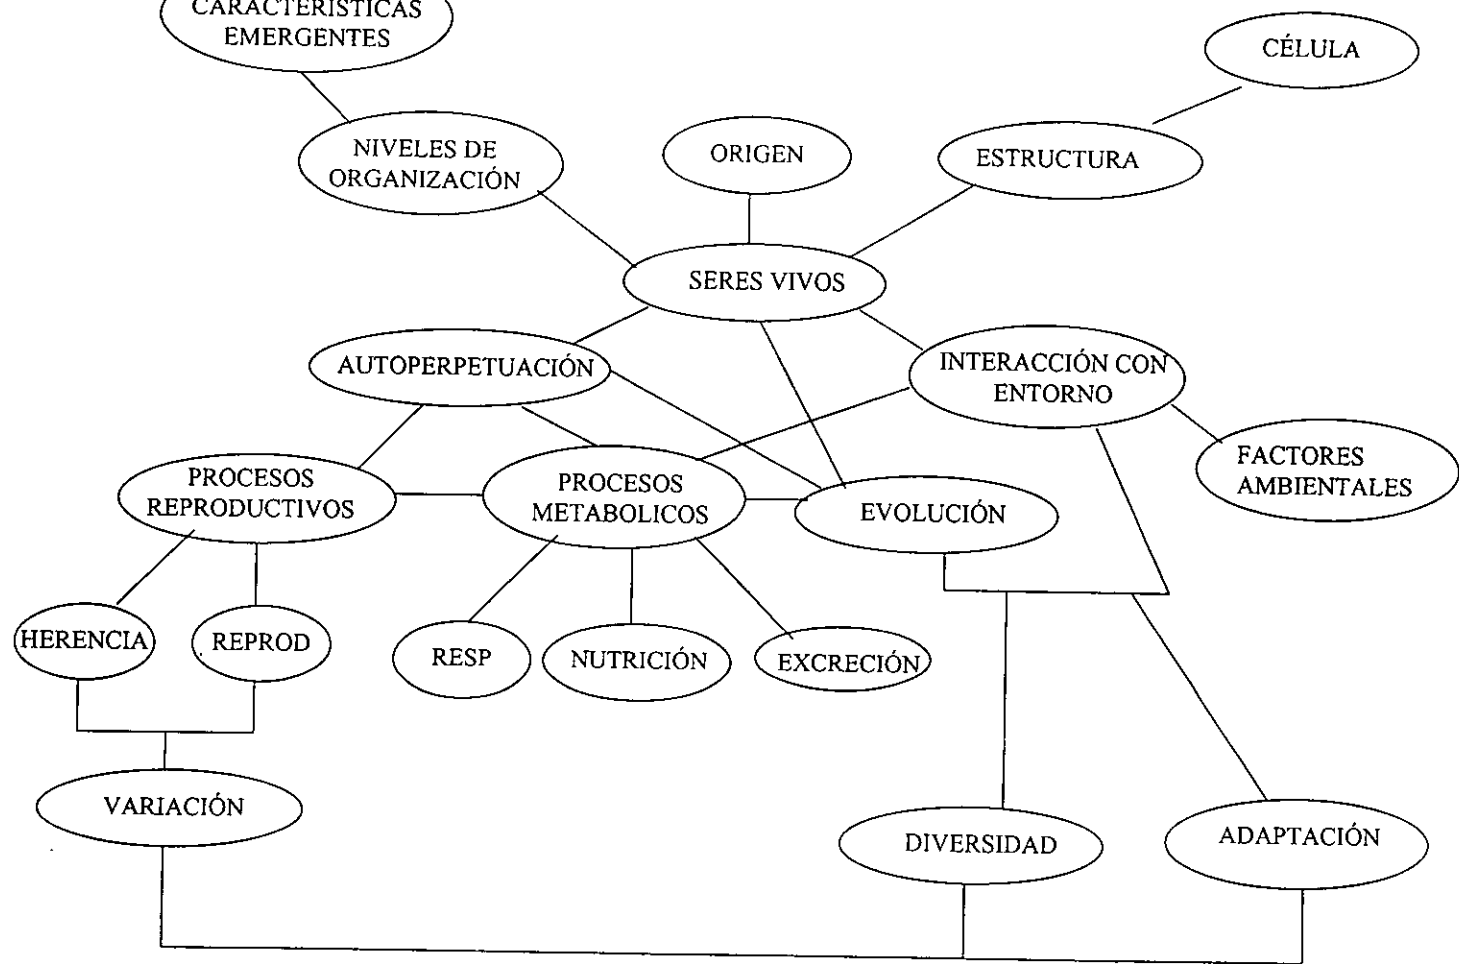 CARACTERÍSTICAS
EMERGENTES
CÉLULA
NIVELES DE
ORGANIZACIÓN
ORIGEN
ESTRUCTURA
SERES VIVOS
AUTOPERPETUACIÓN
INTERACCIÓN CON
ENTORNO
PROCESOS
REPRODUCTIVOS
PROCESOS
METABOLICOS
EVOLUCIÓN
FACTORES
AMBIENTALES
HERENCIA
REPROD
RESP
NUTRICIÓN
EXCRECIÓN
VARIACIÓN
DIVERSIDAD
ADAPTACIÓN